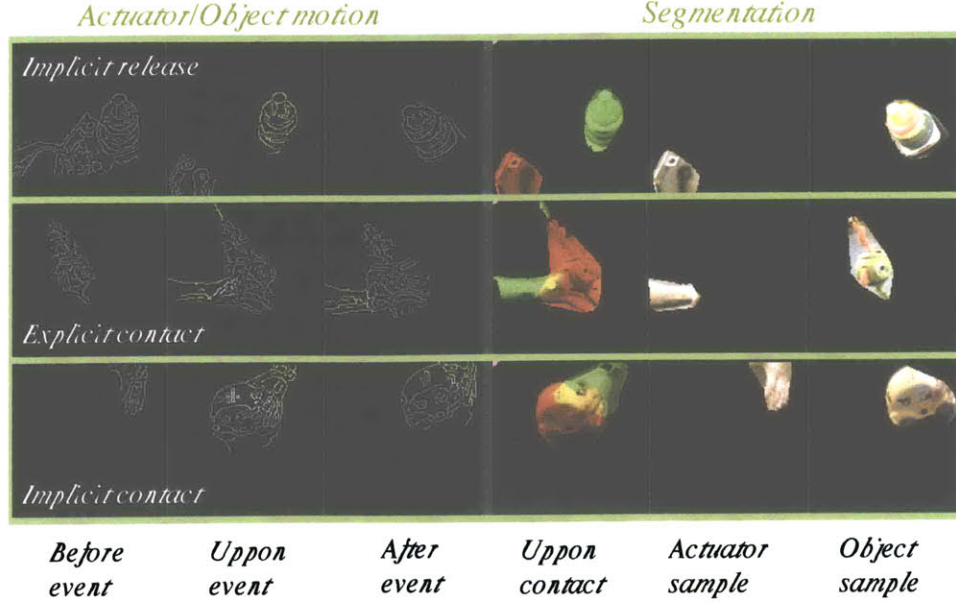 Actuator/Object motion
Segmentation
Implicit release
Explicit contact
Implicit contact
Before event
Uppon event
After event
Uppon contact
Actuator sample
Object sample